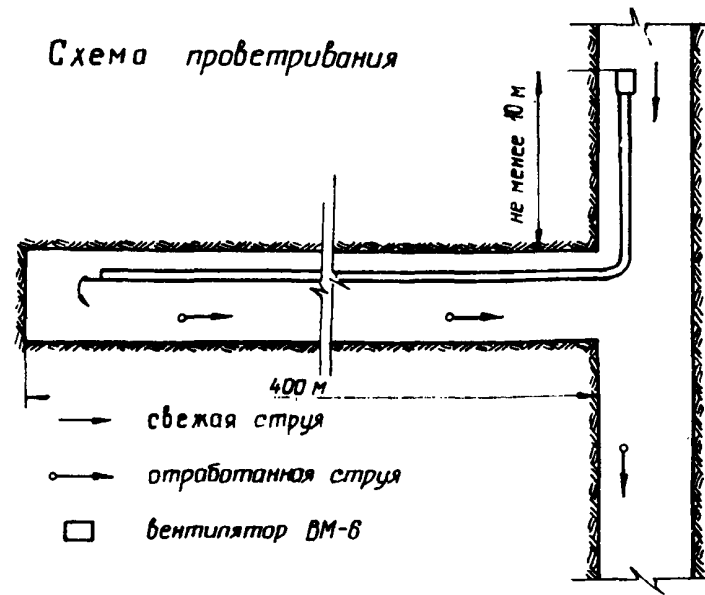 Схема проветривания
не менее 10 м
400 м
свежая струя
отработанная струя
вентилятор ВМ-6